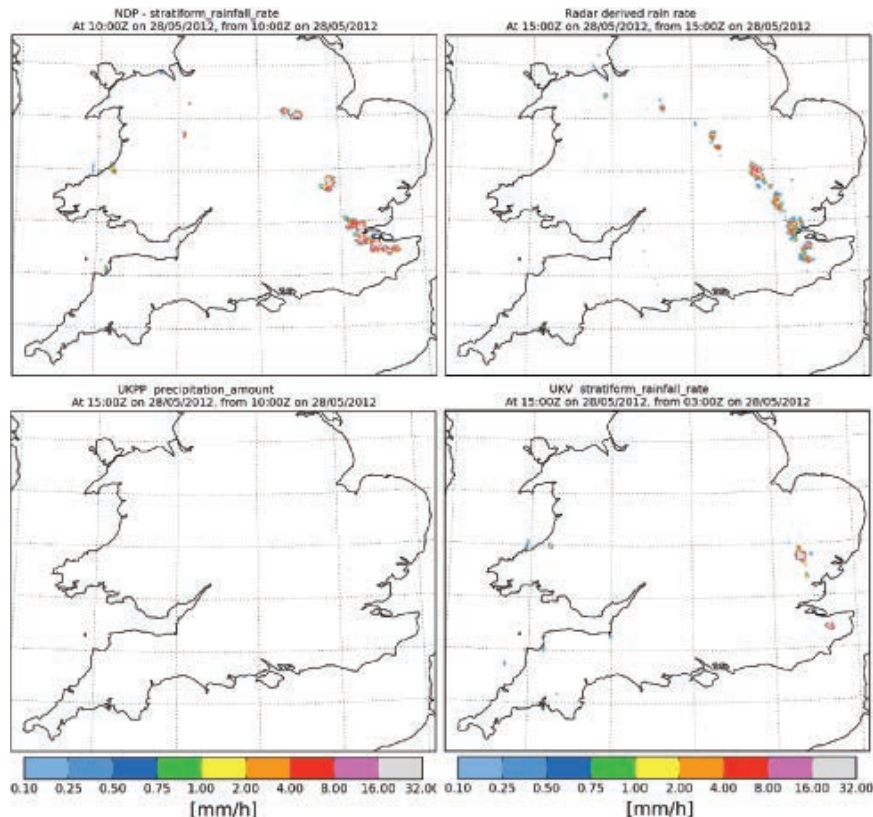 NDP - stratiform_rainfall_rate
At 10:00Z on 28/05/2012, from 10:00Z on 28/05/2012
Radar derived rain rate
At 15:00Z on 28/05/2012, from 15:00Z on 28/05/2012
UKPP precipitation_amount
At 15:00Z on 28/05/2012, from 10:00Z on 28/05/2012
UKV stratiform_rainfall_rate
At 15:00Z on 28/05/2012, from 03:00Z on 28/05/2012
0.10 0.25 0.50 0.75 1.00 2.00 4.00 8.00 16.00 32.00
[mm/h]
0.10 0.25 0.50 0.75 1.00 2.00 4.00 8.00 16.00 32.00
[mm/h]